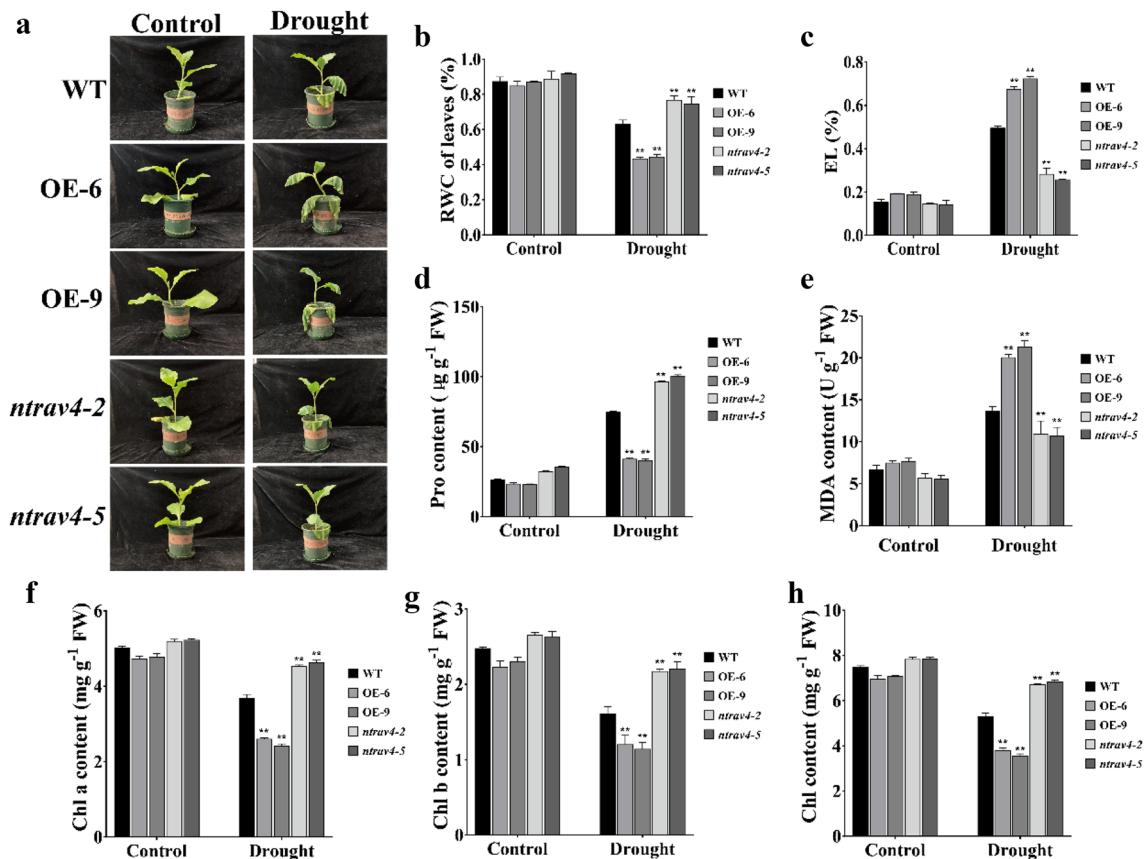 a
Control Drought
WT
OE-6
OE-9
ntrav4-2
ntrav4-5
b
RWC of leaves (%)
1.0
0.8
0.6
0.4
0.2
0.0
** ** ** **
Control Drought
WT
OE-6
OE-9
ntrav4-2
ntrav4-5
c
EL (%)
0.8
0.6
0.4
0.2
0.0
** ** ** **
Control Drought
WT
OE-6
OE-9
ntrav4-2
ntrav4-5
d
Pro content (μg g-1 FW)
150
100
50
0
** ** ** **
Control Drought
WT
OE-6
OE-9
ntrav4-2
ntrav4-5
e
MDA content (U g-1 FW)
25
20
15
10
5
0
** ** ** **
Control Drought
WT
OE-6
OE-9
ntrav4-2
ntrav4-5
f
Chl a content (mg g-1 FW)
6
4
2
0
** ** ** **
Control Drought
WT
OE-6
OE-9
ntrav4-2
ntrav4-5
g
Chl b content (mg g-1 FW)
3
2
1
0
** ** ** **
Control Drought
WT
OE-6
OE-9
ntrav4-2
ntrav4-5
h
Chl content (mg g-1 FW)
10
8
6
4
2
0
** ** ** **
Control Drought
WT
OE-6
OE-9
ntrav4-2
ntrav4-5